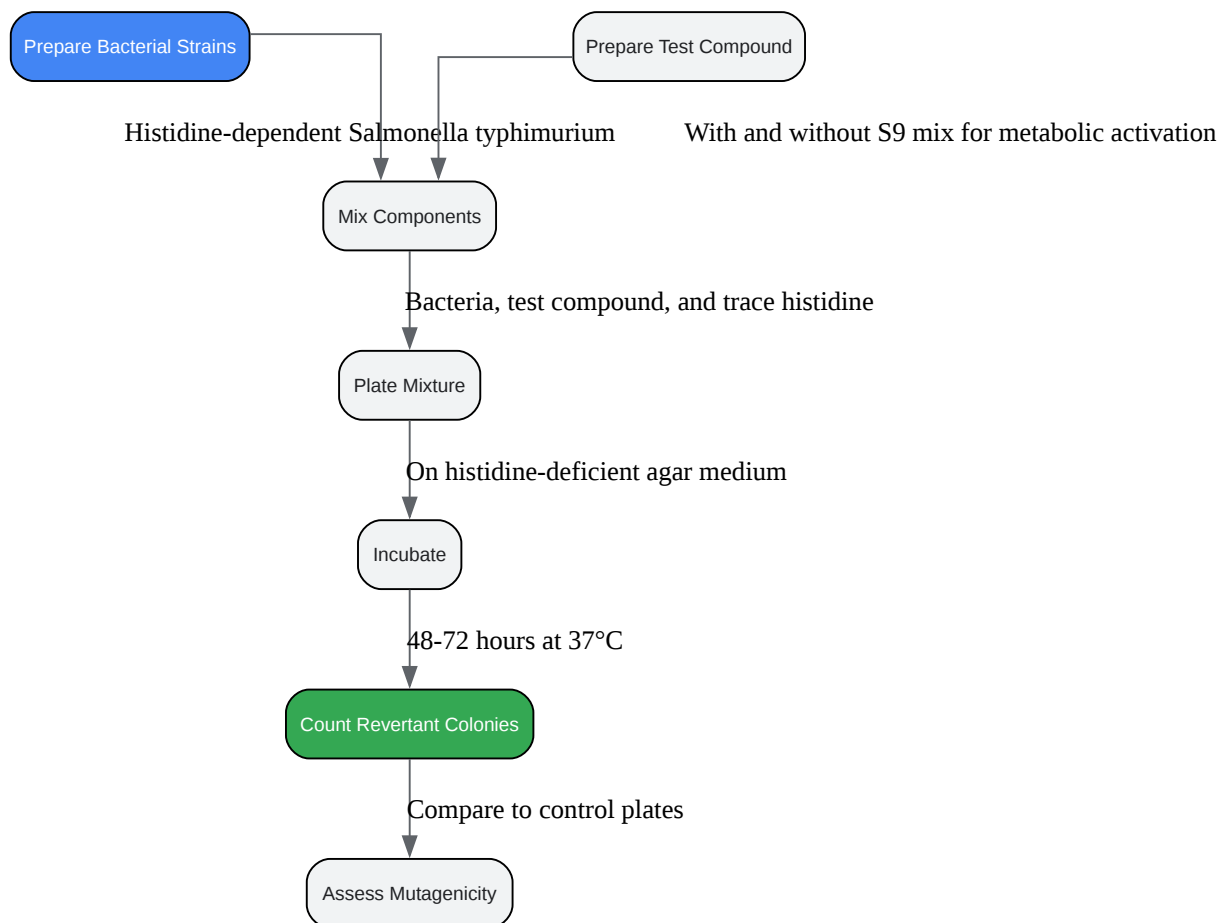 Prepare Bacterial Strains
Prepare Test Compound
Histidine-dependent Salmonella typhimurium
With and without S9 mix for metabolic activation
Mix Components
Bacteria, test compound, and trace histidine
Plate Mixture
On histidine-deficient agar medium
Incubate
48-72 hours at 37°C
Count Revertant Colonies
Compare to control plates
Assess Mutagenicity